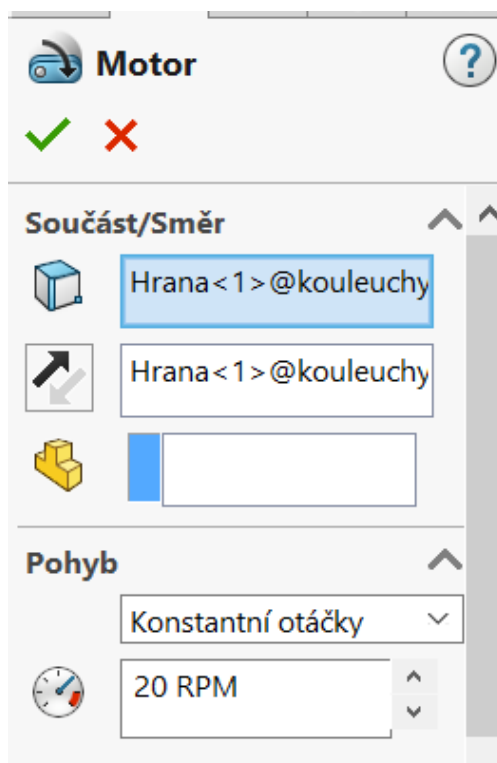 Motor
?
Součást/Směr
Hrana<1>@kouleuchy
Hrana<1>@kouleuchy
Pohyb
Konstantní otáčky
20 RPM